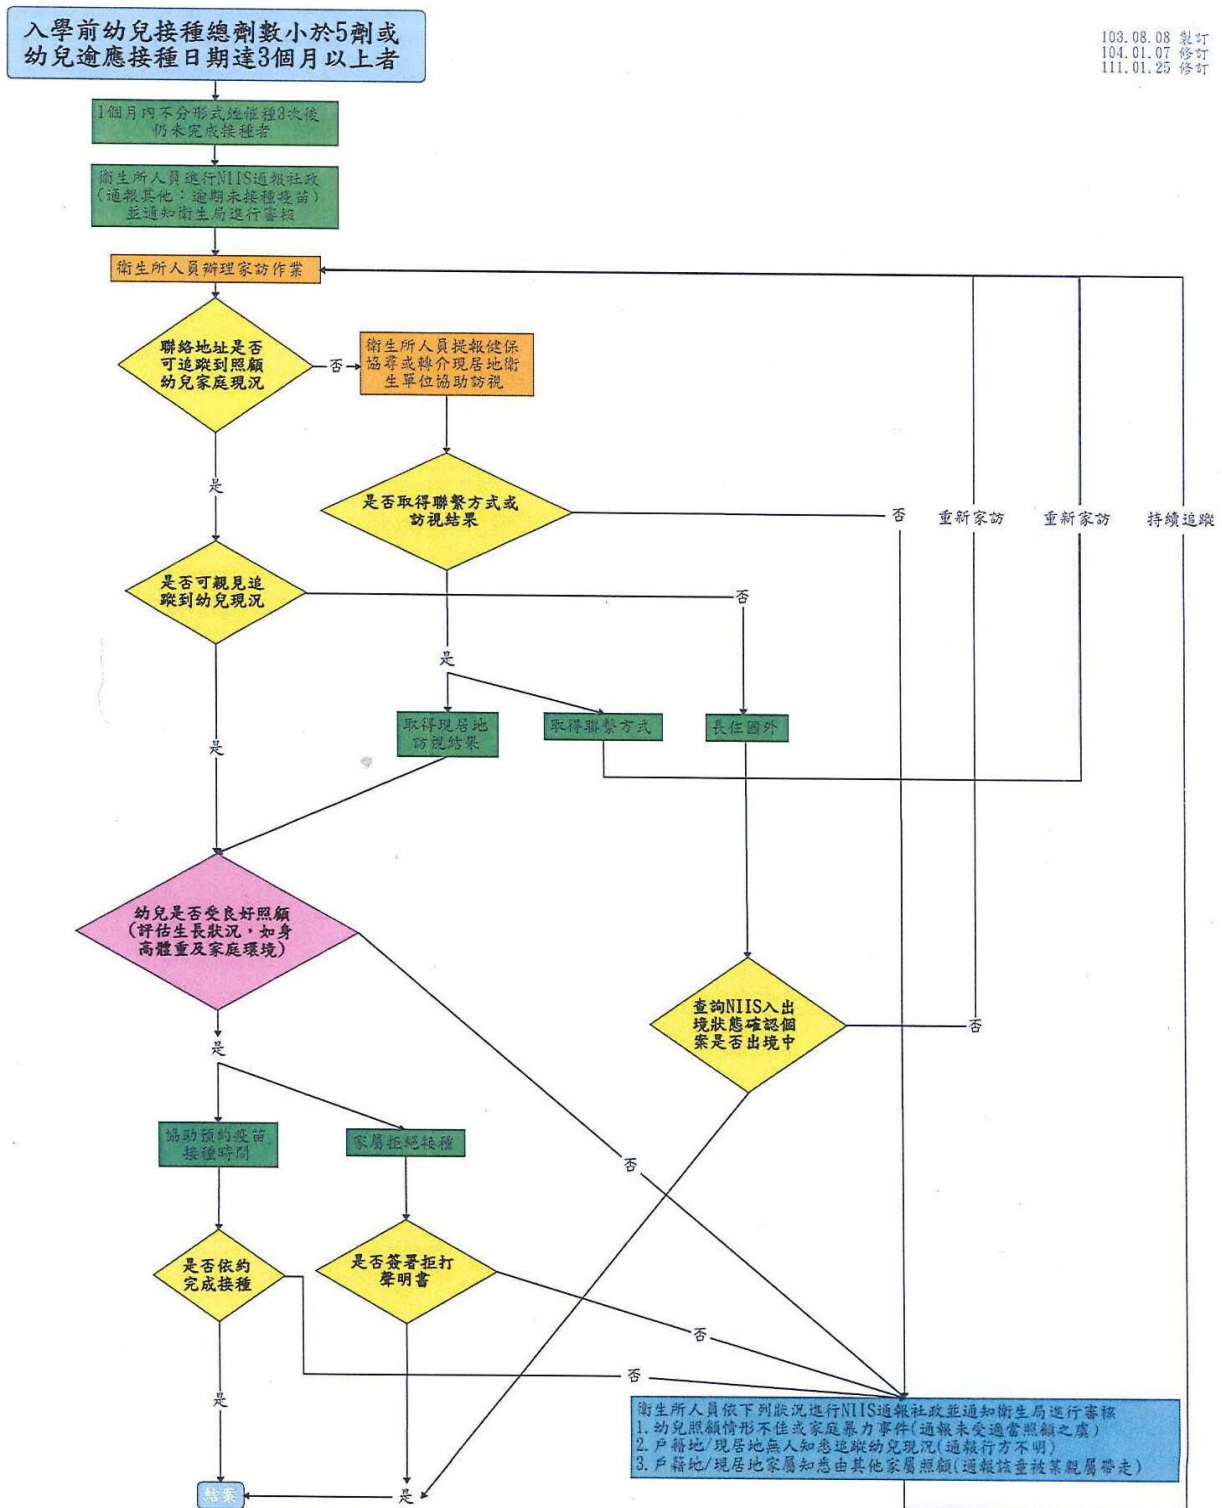 入學前幼兒接種總劑數小於5劑或
幼兒逾應接種日期達3個月以上者
103.08.08 製訂
104.01.07 修訂
111.01.25 修訂
1個月內不分形式經催種3次後
仍未完成接種者
衛生所人員進行NIIS通報社政
(通報其他：逾期未接種疫苗)
並通知衛生局進行審核
衛生所人員辦理家訪作業
聯絡地址是否
可追蹤到照顧
幼兒家庭現況
否
衛生所人員提報健保
協尋或轉介現居地衛
生單位協助訪視
是
是否取得聯繫方式或
訪視結果
否
重新家訪
重新家訪
持續追蹤
是否可親見追
蹤到幼兒現況
否
是
取得現居地
訪視結果
取得聯繫方式
長住國外
是
幼兒是否受良好照顧
(評估生長狀況，如身
高體重及家庭環境)
查詢NIIS入出
境狀態確認個
案是否出境中
否
是
協助預約疫苗
接種時間
家屬拒絕接種
否
是否依約
完成接種
是否簽署拒打
聲明書
否
否
是
衛生所人員依下列狀況進行NIIS通報社政並通知衛生局進行審核
1.幼兒照顧情形不佳或家庭暴力事件(通報未受適當照顧之虞)
2.戶籍地/現居地無人知悉追蹤幼兒現況(通報行方不明)
3.戶籍地/現居地家屬知悉由其他家屬照顧(通報該童被某親屬帶走)
結案
是